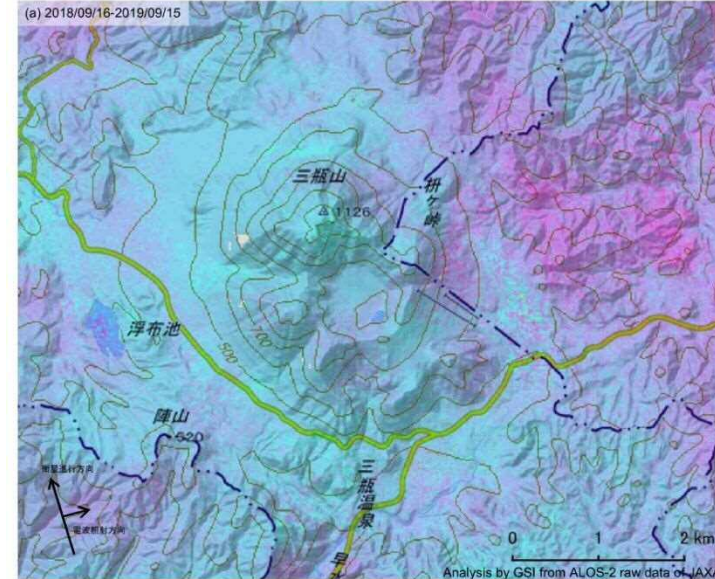 (a) 2018/09/16-2019/09/15
三瓶山
1126
枡ヶ峠
浮布池
700
500
陣山
520
衛星進行方向
電波照射方向
三瓶温泉
0 1 2 km
Analysis by GSI from ALOS-2 raw data of JAXA